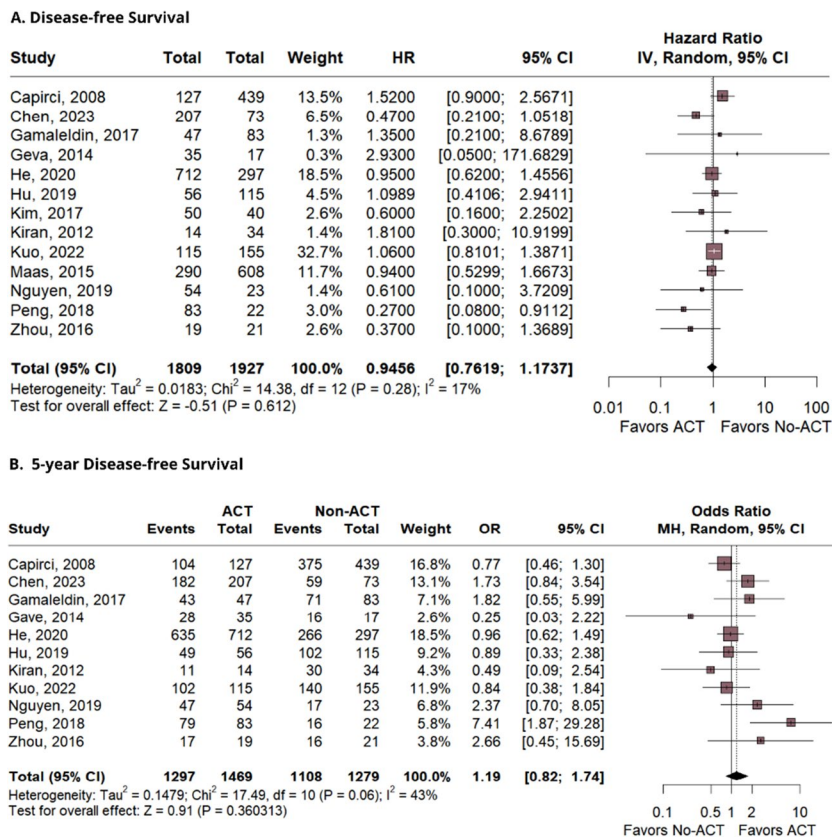 A. Disease-free Survival
Hazard Ratio
Study Total Total Weight HR 95% CI IV, Random, 95% CI
Capirci, 2008 127 439 13.5% 1.5200 [0.9000; 2.5671]
Chen, 2023 207 73 6.5% 0.4700 [0.2100; 1.0518]
Gamaleldin, 2017 47 83 1.3% 1.3500 [0.2100; 8.6789]
Geva, 2014 35 17 0.3% 2.9300 [0.0500; 171.6829]
He, 2020 712 297 18.5% 0.9500 [0.6200; 1.4556]
Hu, 2019 56 115 4.5% 1.0989 [0.4106; 2.9411]
Kim, 2017 50 40 2.6% 0.6000 [0.1600; 2.2502]
Kiran, 2012 14 34 1.4% 1.8100 [0.3000; 10.9199]
Kuo, 2022 115 155 32.7% 1.0600 [0.8101; 1.3871]
Maas, 2015 290 608 11.7% 0.9400 [0.5299; 1.6673]
Nguyen, 2019 54 23 1.4% 0.6100 [0.1000; 3.7209]
Peng, 2018 83 22 3.0% 0.2700 [0.0800; 0.9112]
Zhou, 2016 19 21 2.6% 0.3700 [0.1000; 1.3689]
Total (95% CI) 1809 1927 100.0% 0.9456 [0.7619; 1.1737]
Heterogeneity: Tau² = 0.0183; Chi² = 14.38, df = 12 (P = 0.28); I² = 17%
Test for overall effect: Z = -0.51 (P = 0.612)
0.01 0.1 1 10 100
Favors ACT Favors No-ACT
B. 5-year Disease-free Survival
ACT Non-ACT Odds Ratio
Study Events Total Events Total Weight OR 95% CI MH, Random, 95% CI
Capirci, 2008 104 127 375 439 16.8% 0.77 [0.46; 1.30]
Chen, 2023 182 207 59 73 13.1% 1.73 [0.84; 3.54]
Gamaleldin, 2017 43 47 71 83 7.1% 1.82 [0.55; 5.99]
Gave, 2014 28 35 16 17 2.6% 0.25 [0.03; 2.22]
He, 2020 635 712 266 297 18.5% 0.96 [0.62; 1.49]
Hu, 2019 49 56 102 115 9.2% 0.89 [0.33; 2.38]
Kiran, 2012 11 14 30 34 4.3% 0.49 [0.09; 2.54]
Kuo, 2022 102 115 140 155 11.9% 0.84 [0.38; 1.84]
Nguyen, 2019 47 54 17 23 6.8% 2.37 [0.70; 8.05]
Peng, 2018 79 83 16 22 5.8% 7.41 [1.87; 29.28]
Zhou, 2016 17 19 16 21 3.8% 2.66 [0.45; 15.69]
Total (95% CI) 1297 1469 1108 1279 100.0% 1.19 [0.82; 1.74]
Heterogeneity: Tau² = 0.1479; Chi² = 17.49, df = 10 (P = 0.06); I² = 43%
Test for overall effect: Z = 0.91 (P = 0.360313)
0.1 0.5 1 2 10
Favors No-ACT Favors ACT